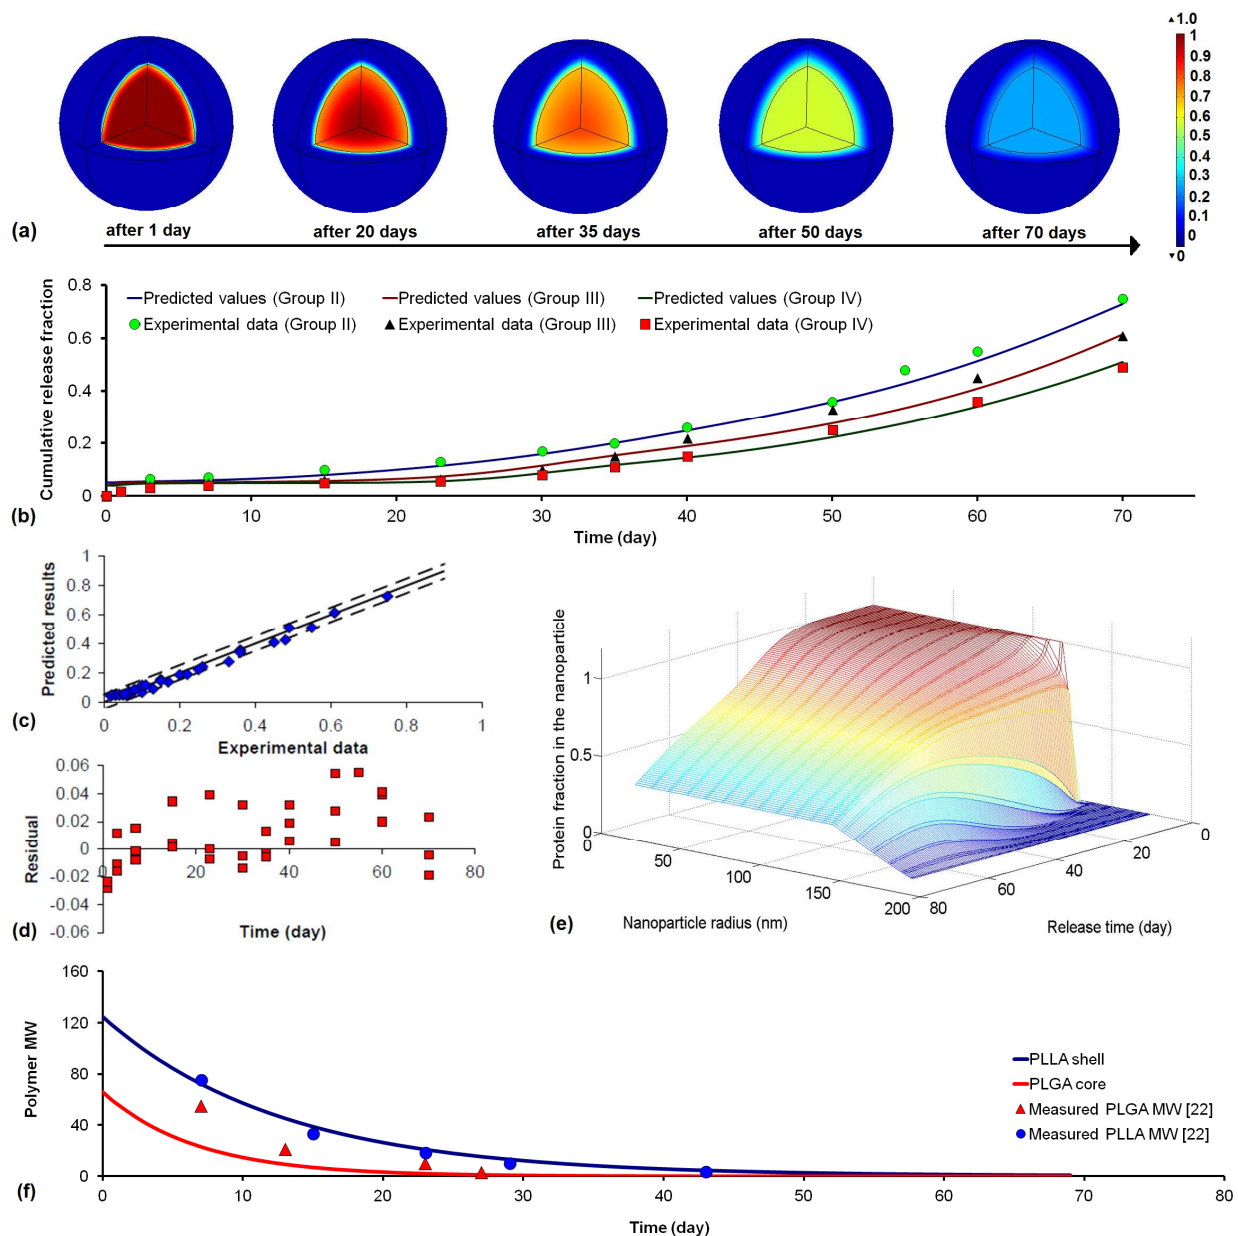 ▲ 1.0
1
0.9
0.8
0.7
0.6
0.5
0.4
0.3
0.2
0.1
0
▼ 0
(a)
after 1 day
after 20 days
after 35 days
after 50 days
after 70 days
Cumulative release fraction
0.8
0.6
0.4
0.2
0
Predicted values (Group II)
Predicted values (Group III)
Predicted values (Group IV)
Experimental data (Group II)
Experimental data (Group III)
Experimental data (Group IV)
0 10 20 30 40 50 60 70
Time (day)
(b)
Predicted results
1
0.8
0.6
0.4
0.2
0
0 0.2 0.4 0.6 0.8 1
Experimental data
(c)
Residual
0.06
0.04
0.02
0
-0.02
-0.04
-0.06
0 20 40 60 80
Time (day)
(d)
Protein fraction in the nanoparticle
1
0.5
0
0 50 100 150 200
Nanoparticle radius (nm)
80 60 40 20 0
Release time (day)
(e)
Polymer MW
160
120
80
40
0
PLLA shell
PLGA core
Measured PLGA MW [22]
Measured PLLA MW [22]
0 10 20 30 40 50 60 70 80
Time (day)
(f)